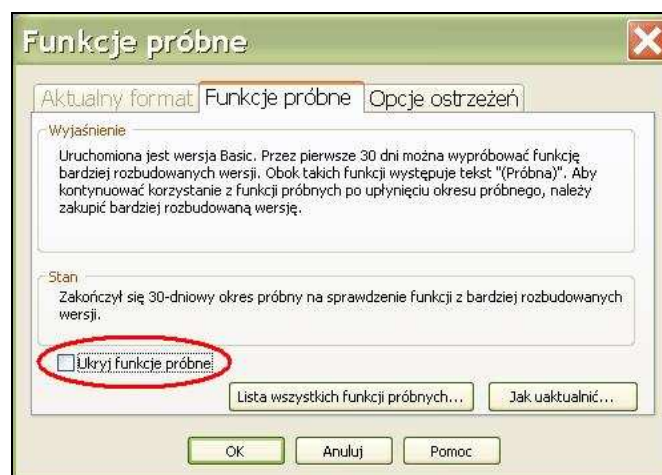 Funkcje próbne
Aktualny format Funkcje próbne Opcje ostrzeżeń
Wyjaśnienie
Uruchomiona jest wersja Basic. Przez pierwsze 30 dni można wypróbować funkcję
bardziej rozbudowanych wersji. Obok takich funkcji występuje tekst "(Próbna)". Aby
kontynuować korzystanie z funkcji próbnych po upłynięciu okresu próbnego, należy
zakupić bardziej rozbudowaną wersję.
Stan
Zakończył się 30-dniowy okres próbny na sprawdzenie funkcji z bardziej rozbudowanych
wersji.
Ukryj funkcje próbne
Lista wszystkich funkcji próbnych... Jak uaktualnić...
OK Anuluj Pomoc